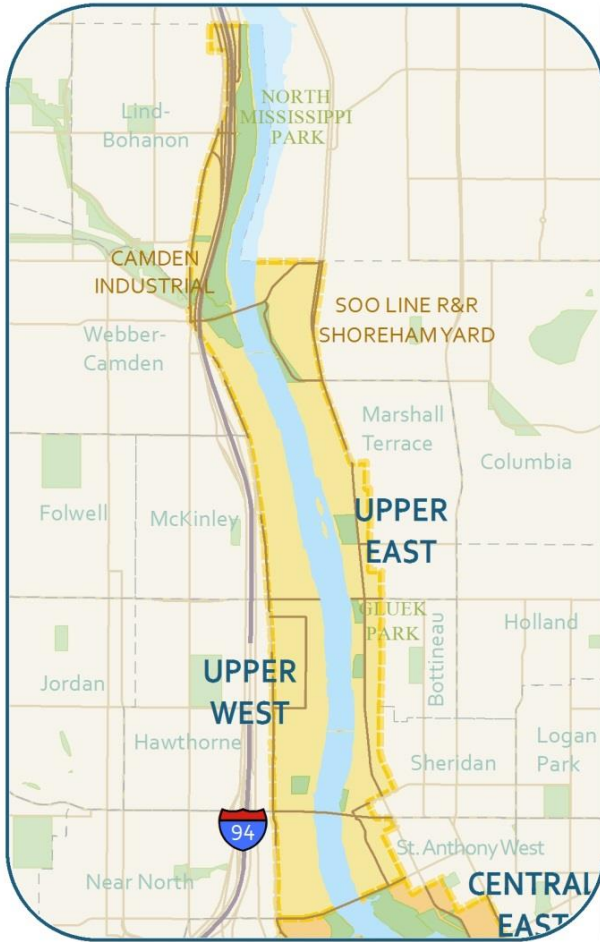 NORTH
MISSISSIPPI
PARK
Lind-
Bohanon
CAMDEN
INDUSTRIAL
SOO LINE R&R
SHOREHAM YARD
Webber-
Camden
Marshall
Terrace
Columbia
Folwell
McKinley
UPPER
EAST
GLUEK
PARK
Holland
Bottineau
UPPER
WEST
Jordan
Hawthorne
Logan
Park
Sheridan
94
St. Anthony West
Near North
CENTRAL
EAST